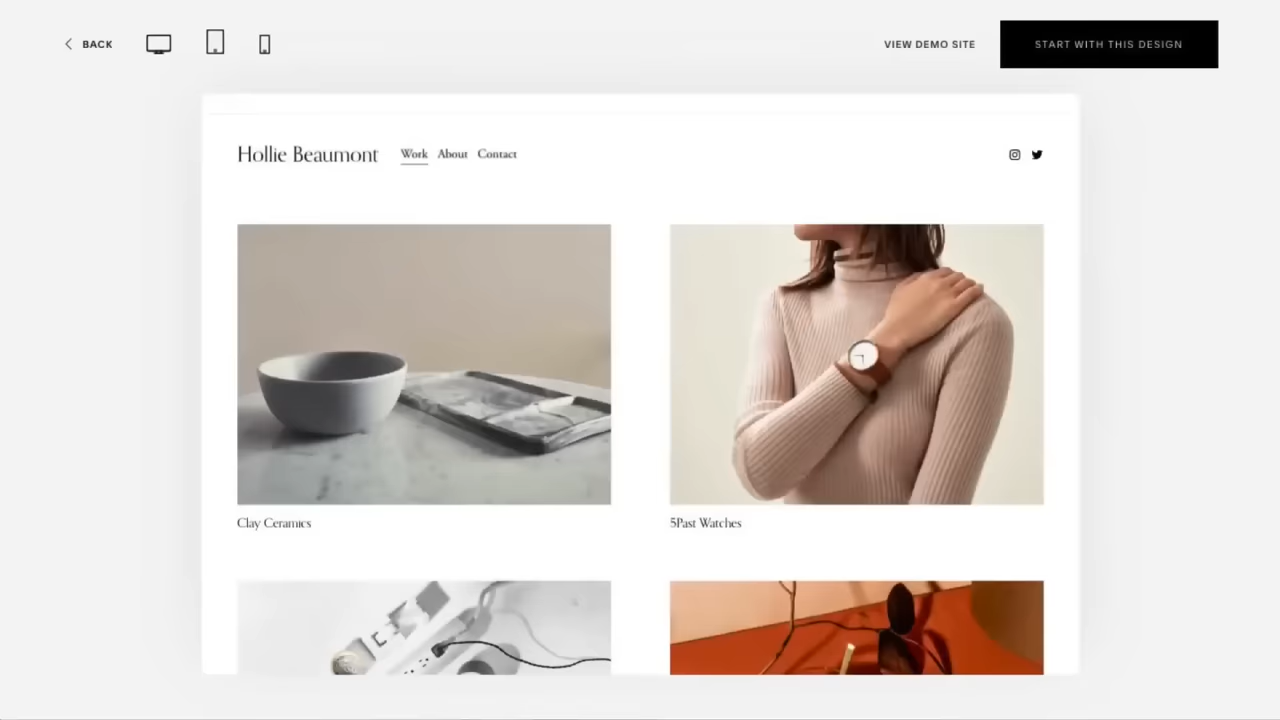 BACK
VIEW DEMO SITE
START WITH THIS DESIGN
Hollie Beaumont
Work About Contact
Clay Ceramics
5Past Watches